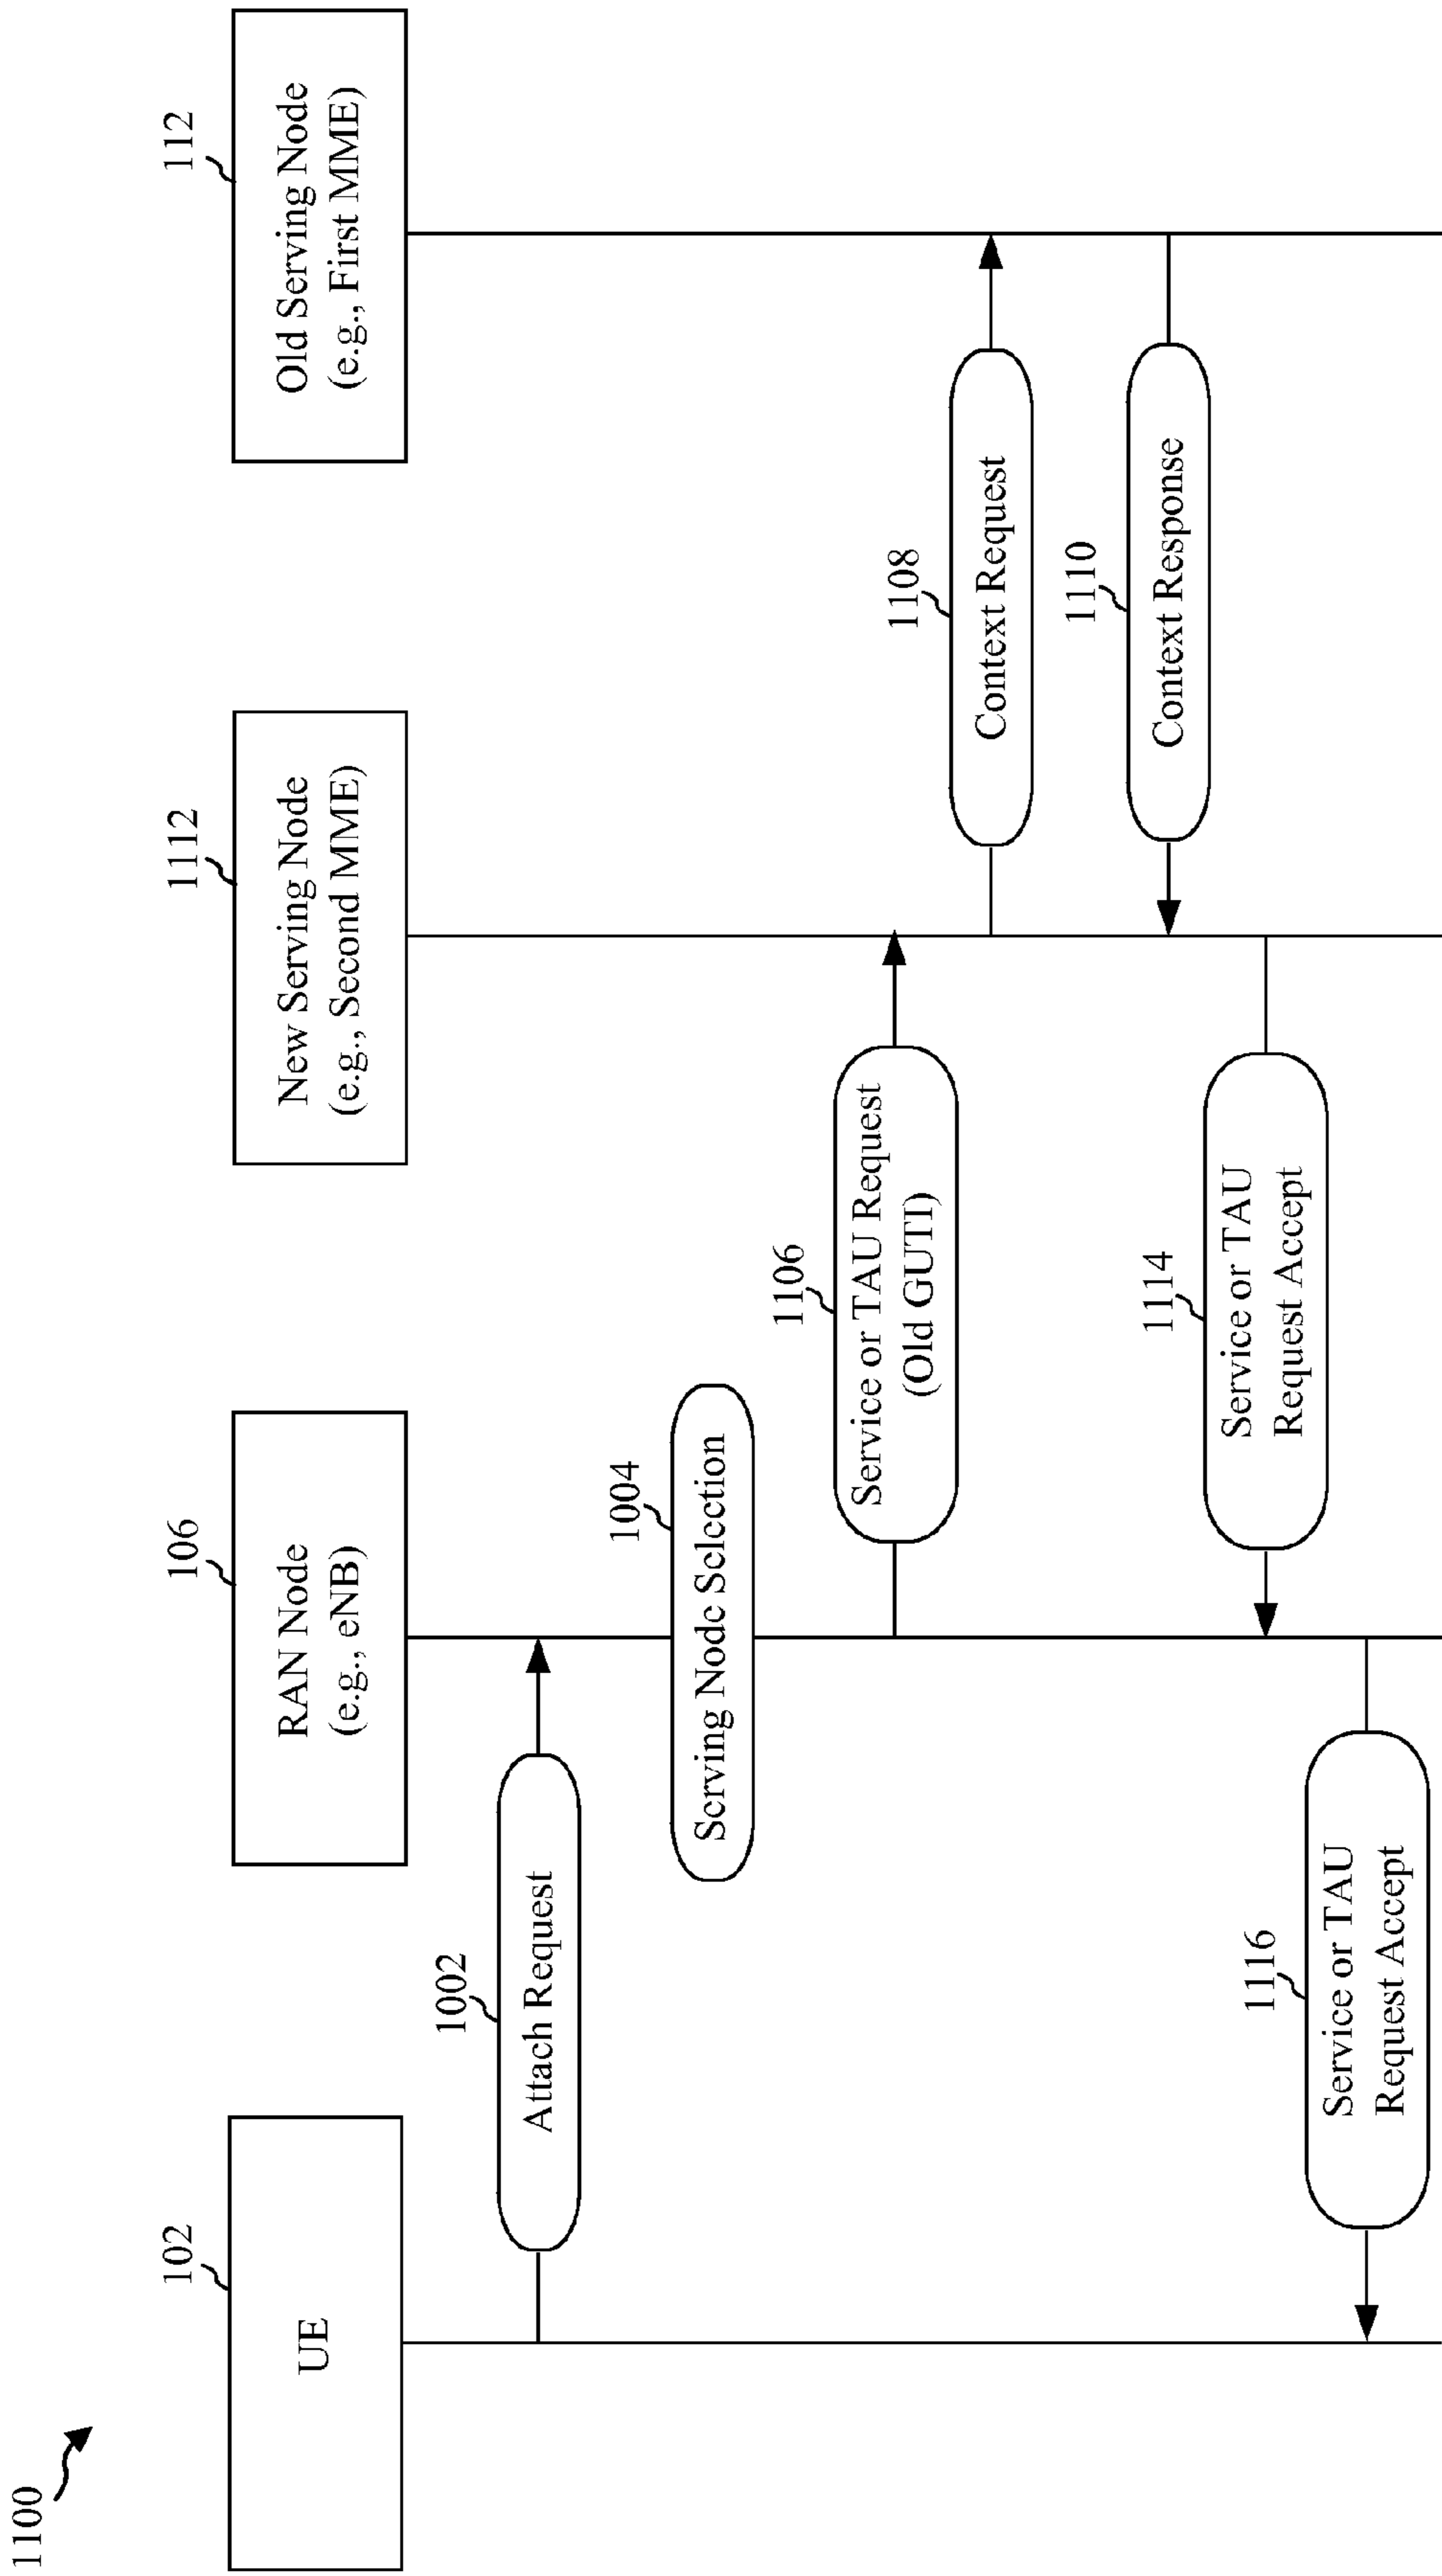 1100
102
UE
106
RAN Node
(e.g., eNB)
1112
New Serving Node
(e.g., Second MME)
112
Old Serving Node
(e.g., First MME)
1002
Attach Request
1004
Serving Node Selection
1106
Service or TAU Request
(Old GUTI)
1108
Context Request
1110
Context Response
1114
Service or TAU
Request Accept
1116
Service or TAU
Request Accept